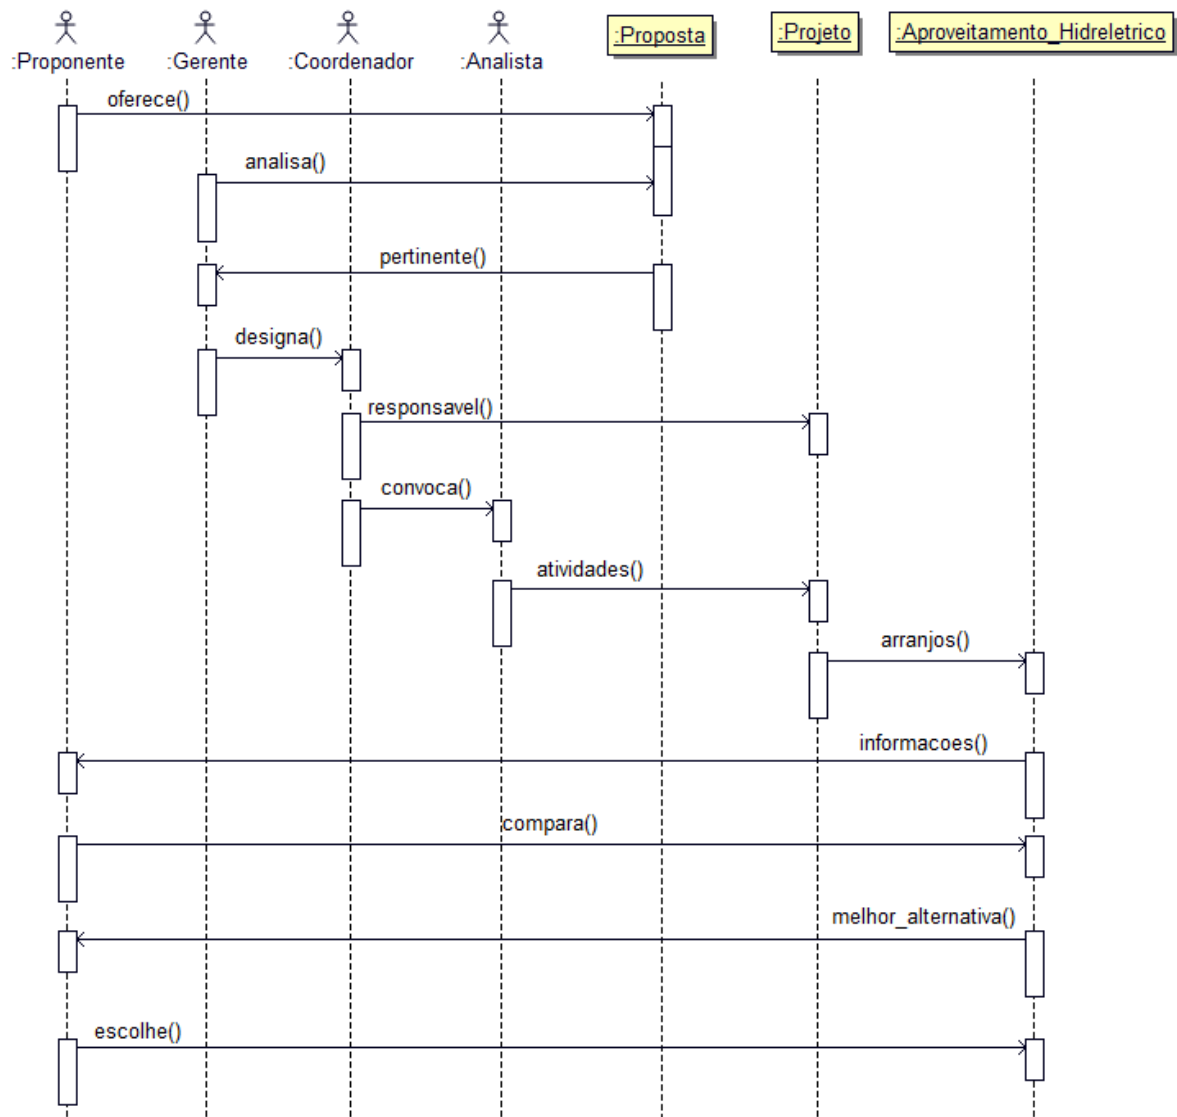 :Proponente
:Gerente
:Coordenador
:Analista
:Proposta
:Projeto
:Aproveitamento_Hidreletrico
oferece()
analisa()
pertinente()
designa()
responsavel()
convoca()
atividades()
arranjos()
informacoes()
compara()
melhor_alternativa()
escolhe()